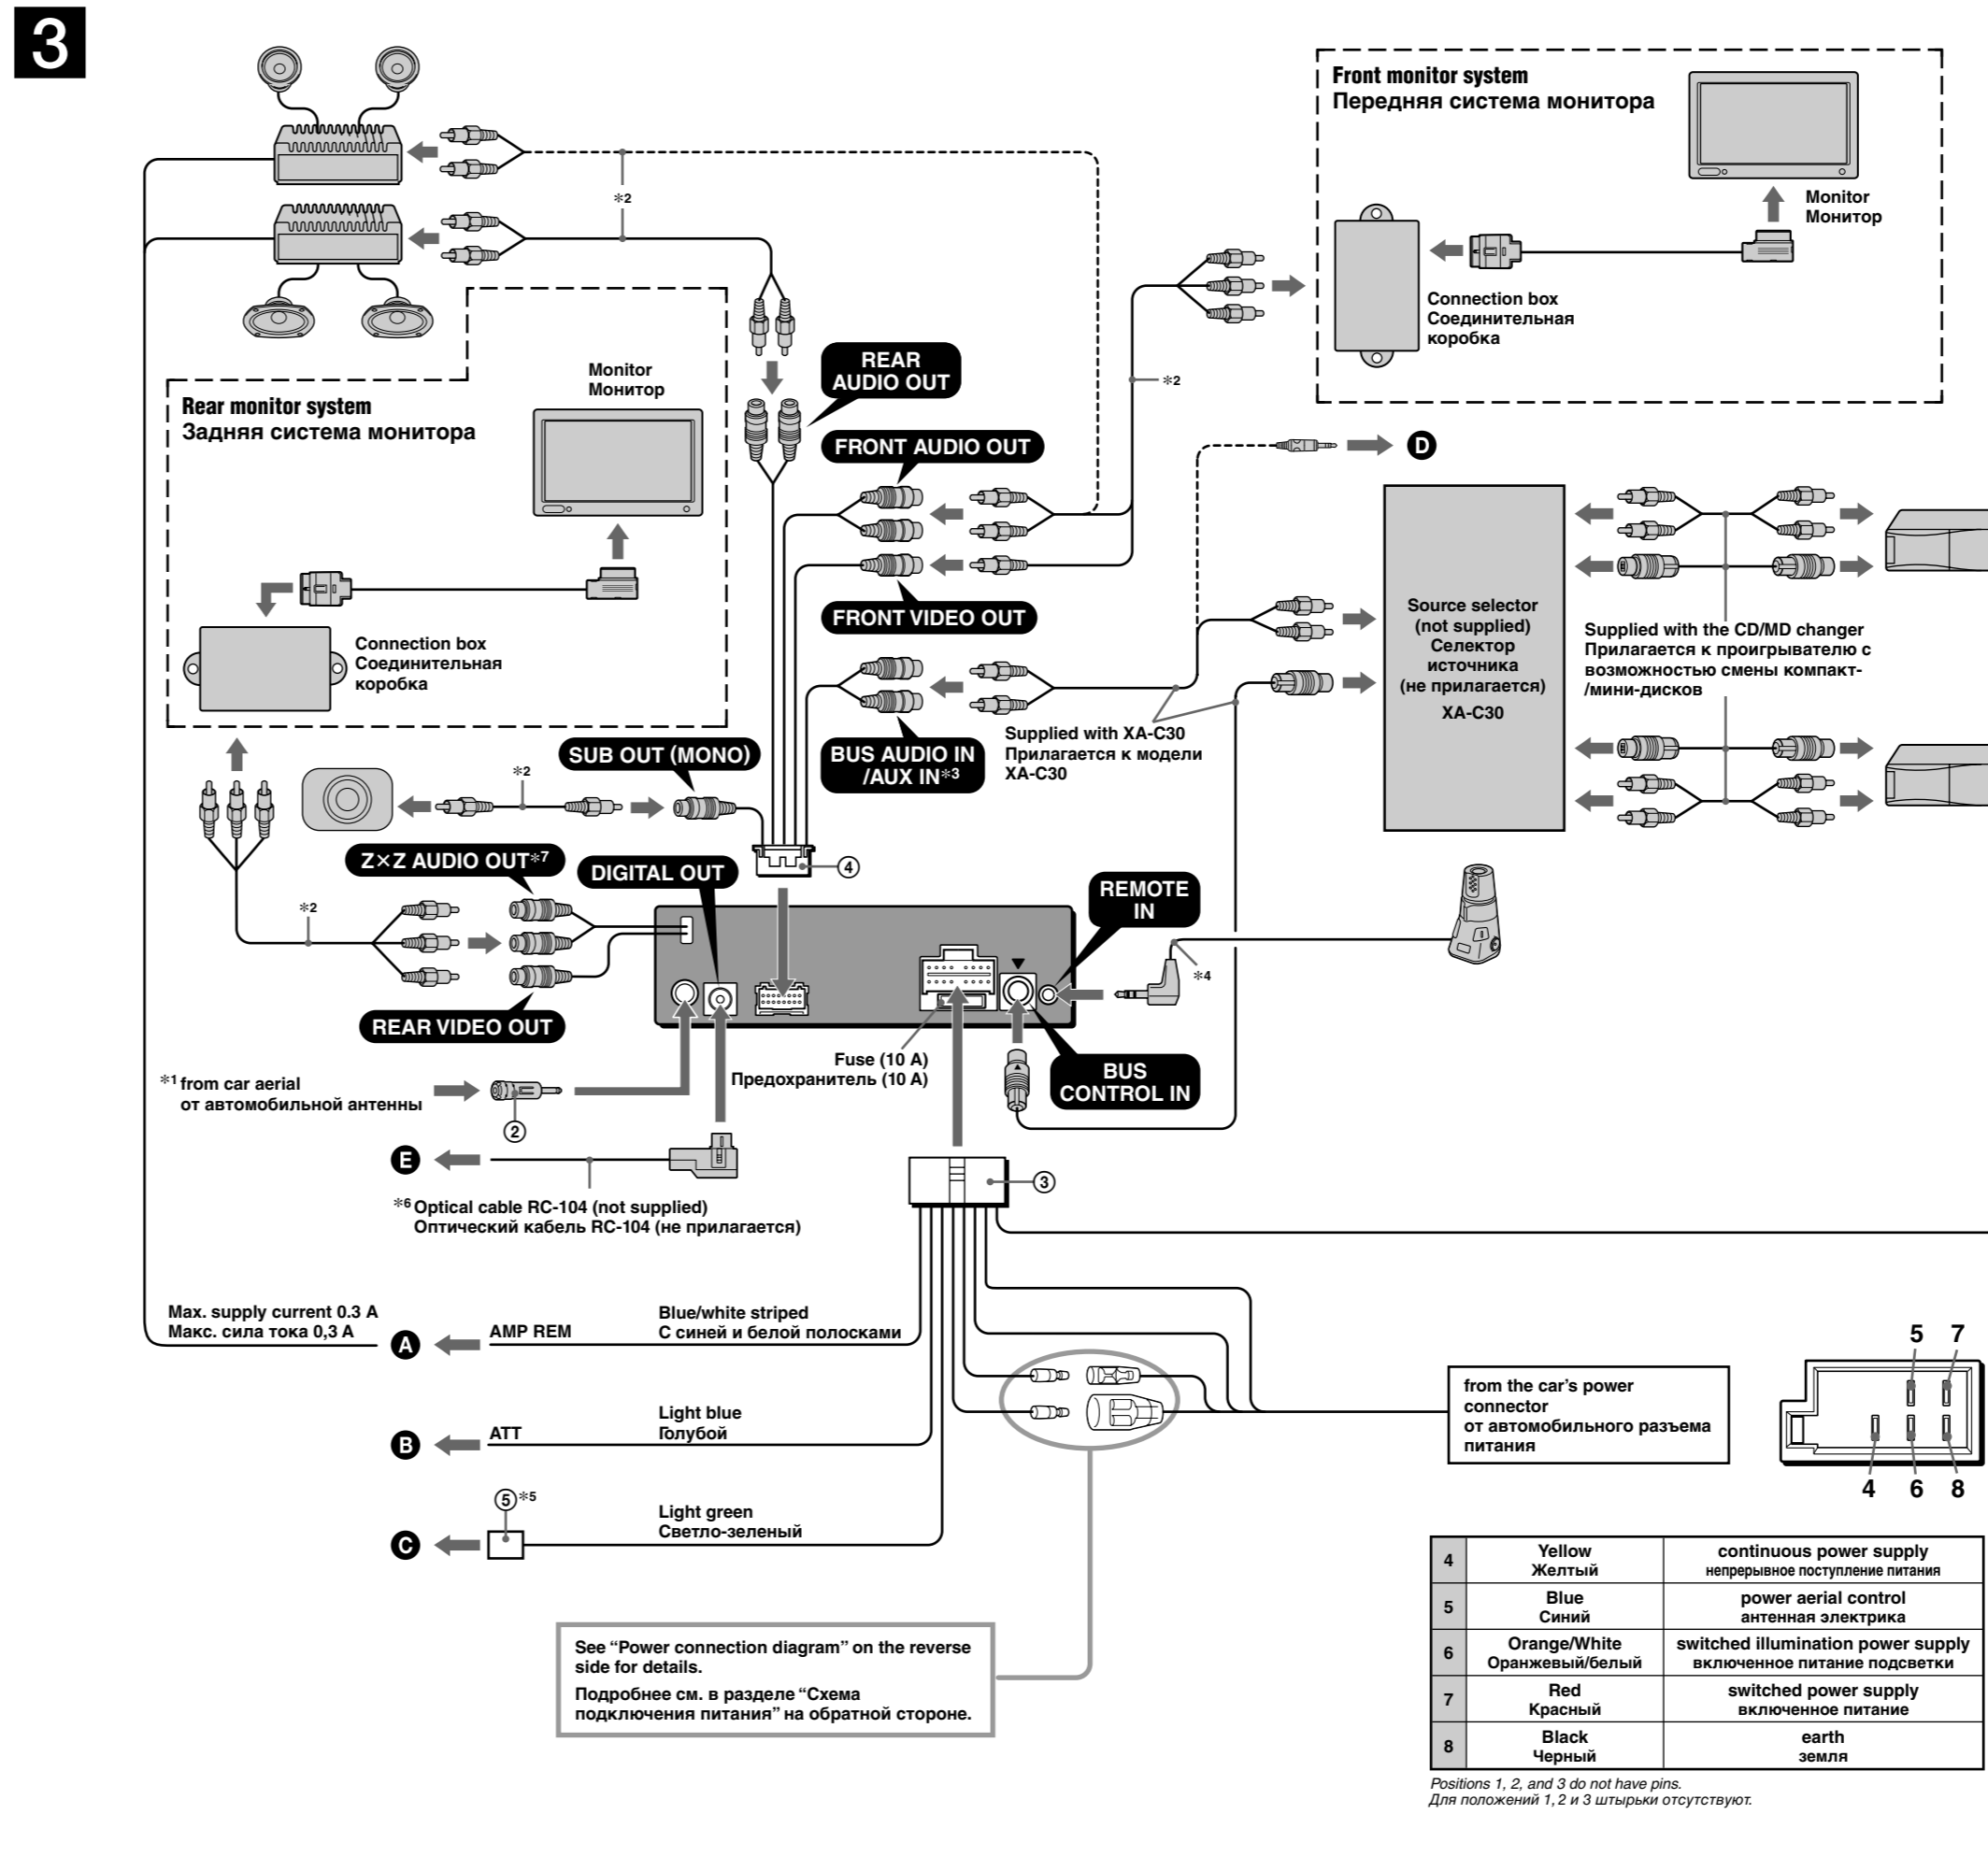 3
Front monitor system
Передняя система монитора
Monitor
Монитор
Connection box
Соединительная
коробка
*2
*2
Rear monitor system
Задняя система монитора
Monitor
Монитор
Connection box
Соединительная
коробка
REAR
AUDIO OUT
FRONT AUDIO OUT
FRONT VIDEO OUT
D
Source selector
(not supplied)
Селектор
источника
(не прилагается)
XA-C30
Supplied with the CD/MD changer
Прилагается к проигрывателю с
возможностью смены компакт-
/мини-дисков
BUS AUDIO IN
/AUX IN*3
Supplied with XA-C30
Прилагается к модели
XA-C30
SUB OUT (MONO)
*2
Z×Z AUDIO OUT*7
DIGITAL OUT
4
REMOTE
IN
*2
*4
REAR VIDEO OUT
Fuse (10 A)
Предохранитель (10 A)
BUS
CONTROL IN
*1 from car aerial
от автомобильной антенны
2
E
3
*6 Optical cable RC-104 (not supplied)
Оптический кабель RC-104 (не прилагается)
Max. supply current 0.3 A
Макс. сила тока 0,3 A
A
AMP REM
Blue/white striped
С синей и белой полосками
B
ATT
Light blue
Голубой
C
5*5
Light green
Светло-зеленый
from the car's power
connector
от автомобильного разъема
питания
5 7
4 6 8
See “Power connection diagram” on the reverse
side for details.
Подробнее см. в разделе “Схема
подключения питания” на обратной стороне.
4 Yellow continuous power supply
Желтый непрерывное поступление питания
5 Blue power aerial control
Синий антенная электрика
6 Orange/White switched illumination power supply
Оранжевый/белый включенное питание подсветки
7 Red switched power supply
Красный включенное питание
8 Black earth
Черный земля
Positions 1, 2, and 3 do not have pins.
Для положений 1, 2 и 3 штырьки отсутствуют.